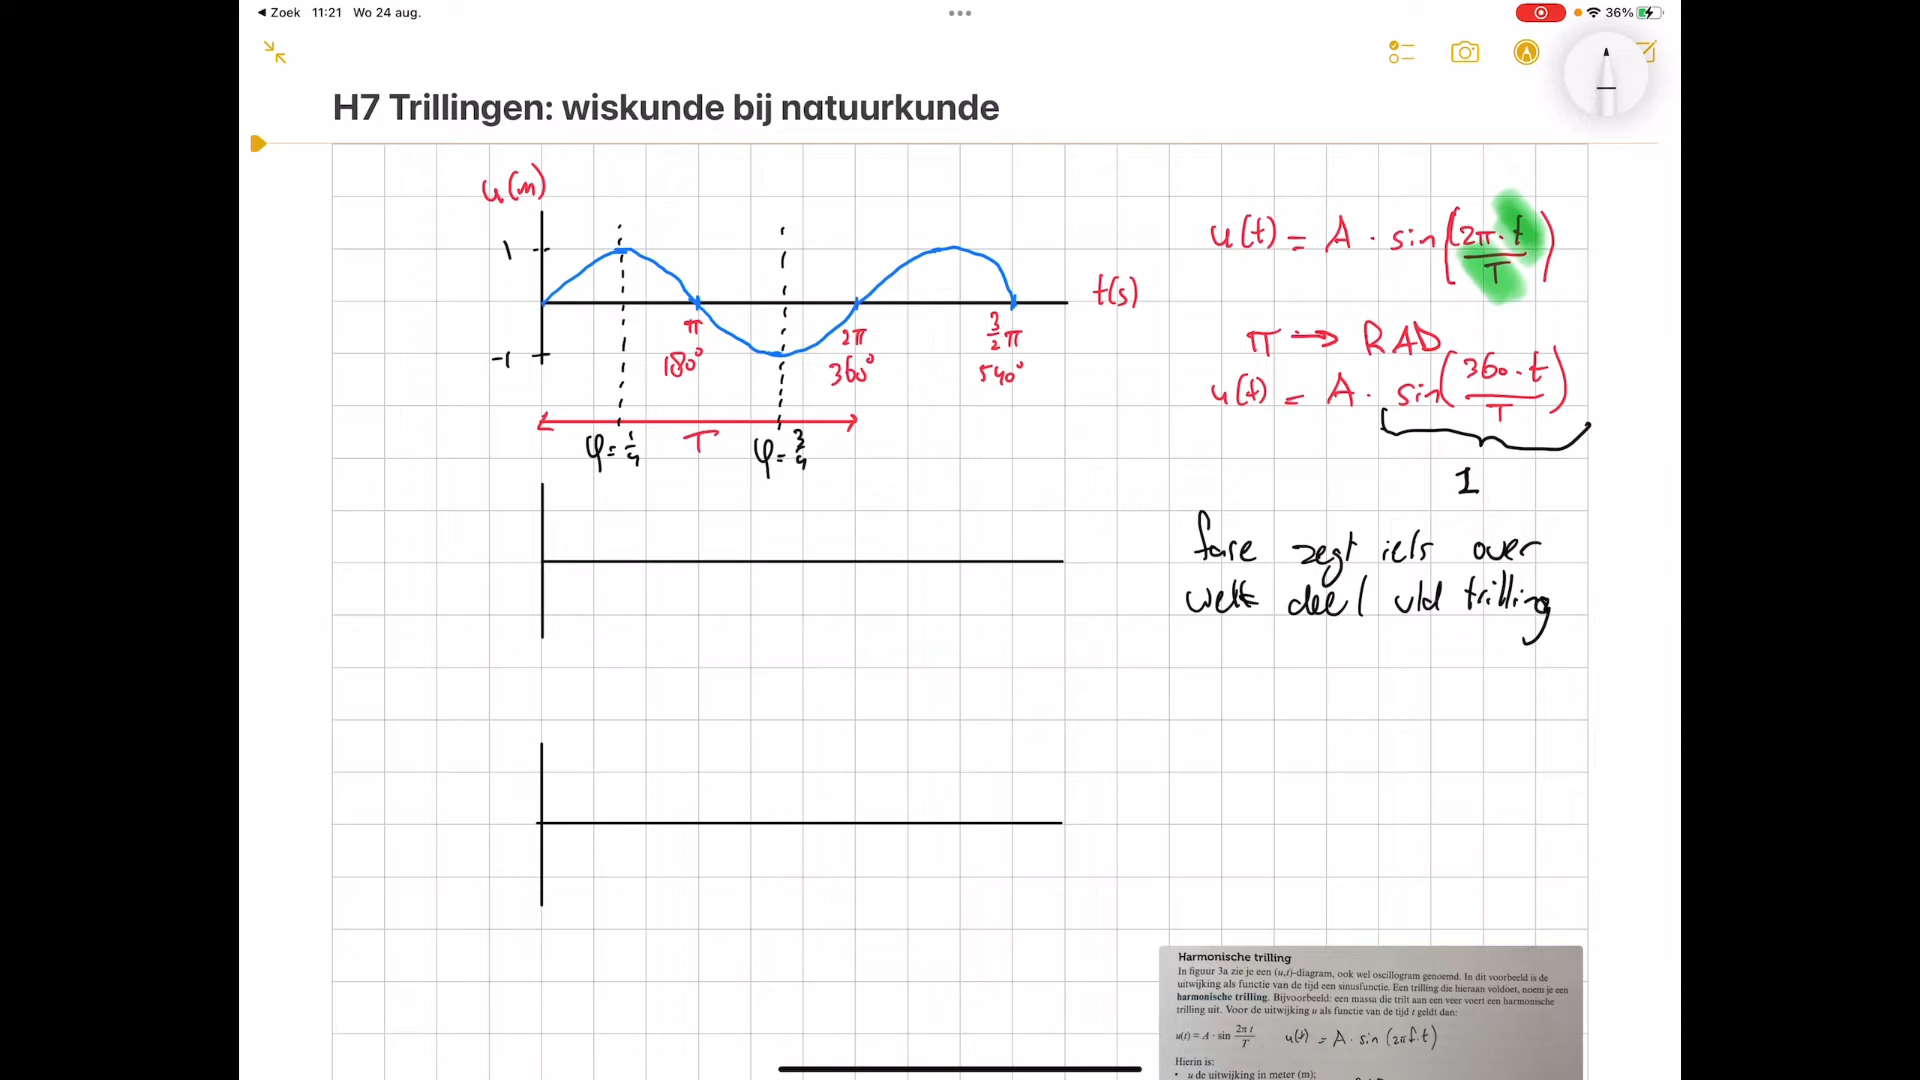 Zoek 11:21 Wo 24 aug.
36%
H7 Trillingen: wiskunde bij natuurkunde
u(m)
1
-1
t(s)
π
180°
2π
360°
3/2 π
540°
T
φ = 1/4
φ = 3/4
u(t) = A · sin(2π·t/T)
π → RAD
u(t) = A · sin(360·t/T)
1
fase zegt iets over
welk deel v/d trilling
Harmonische trilling
In figuur 3a zie je een (u,t)-diagram, ook wel oscillogram genoemd. In dit voorbeeld is de
uitwijking als functie van de tijd een sinusfunctie. Een trilling die hieraan voldoet, noem je een
harmonische trilling. Bijvoorbeeld: een massa die trilt aan een veer voert een harmonische
trilling uit. Voor de uitwijking u als functie van de tijd t geldt dan:
u(t) = A · sin 2π t/T u(t) = A · sin (2πf·t)
Hierin is:
• u de uitwijking in meter (m);